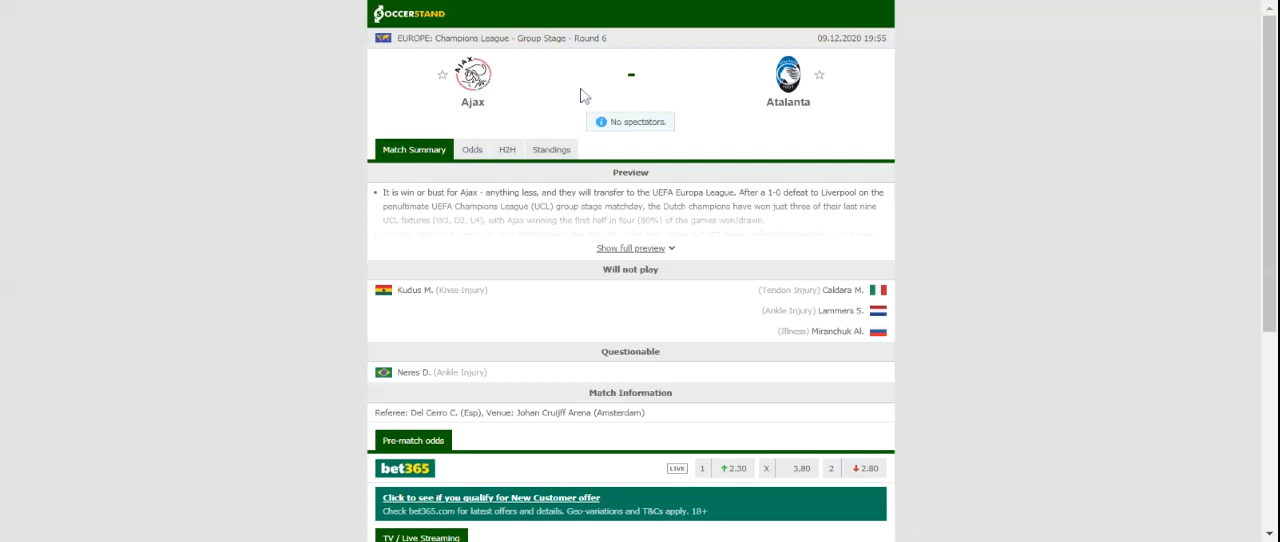 SOCCERSTAND
EUROPE: Champions League - Group Stage - Round 6 09.12.2020 19:55
AJAX
Ajax - Atalanta
No spectators.
Match Summary Odds H2H Standings
Preview
It is win or bust for Ajax - anything less, and they will transfer to the UEFA Europa League. After a 1-0 defeat to Liverpool on the
penultimate UEFA Champions League (UCL) group stage matchday, the Dutch champions have won just three of their last nine
UCL fixtures (W3, D2, L4), with Ajax winning the first half in four (80%) of the games won/drawn.
Show full preview
Will not play
Kudus M. (Knee Injury) (Tendon Injury) Caldara M.
(Ankle Injury) Lammers S.
(Illness) Miranchuk Al.
Questionable
Neres D. (Ankle Injury)
Match Information
Referee: Del Cerro C. (Esp), Venue: Johan Cruijff Arena (Amsterdam)
Pre-match odds
bet365 LIVE 1 2.30 X 3.80 2 2.80
Click to see if you qualify for New Customer offer
Check bet365.com for latest offers and details. Geo-variations and T&Cs apply. 18+
TV / Live Streaming